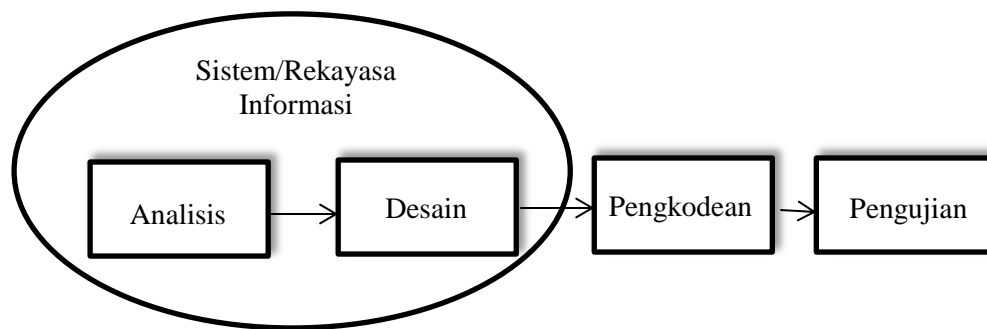 Sistem/Rekayasa
Informasi
Analisis
Desain
Pengkodean
Pengujian